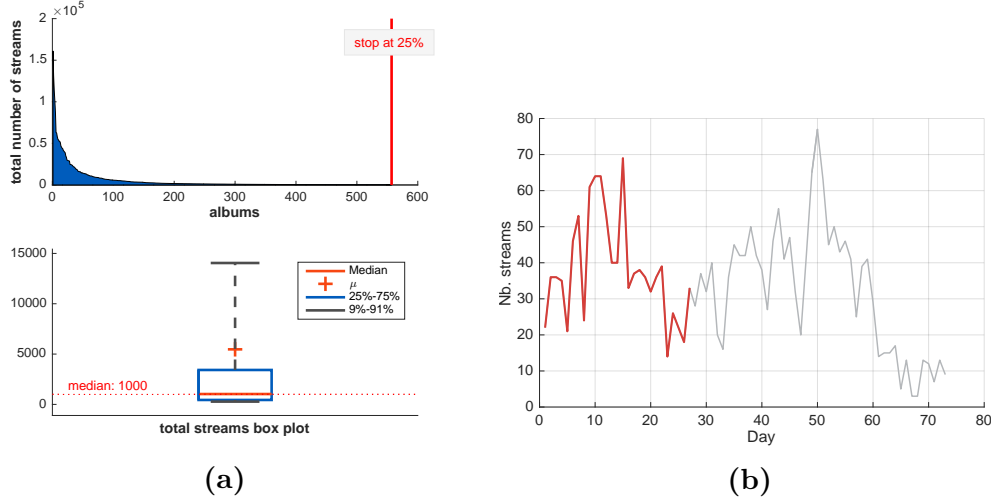 ×10^5
2
1.5
1
0.5
0
total number of streams
stop at 25%
0 100 200 300 400 500 600
albums
15000
10000
5000
0
Median
μ
25%-75%
9%-91%
median: 1000
total streams box plot
(a)
80
70
60
50
40
30
20
10
0
Nb. streams
0 10 20 30 40 50 60 70 80
Day
(b)